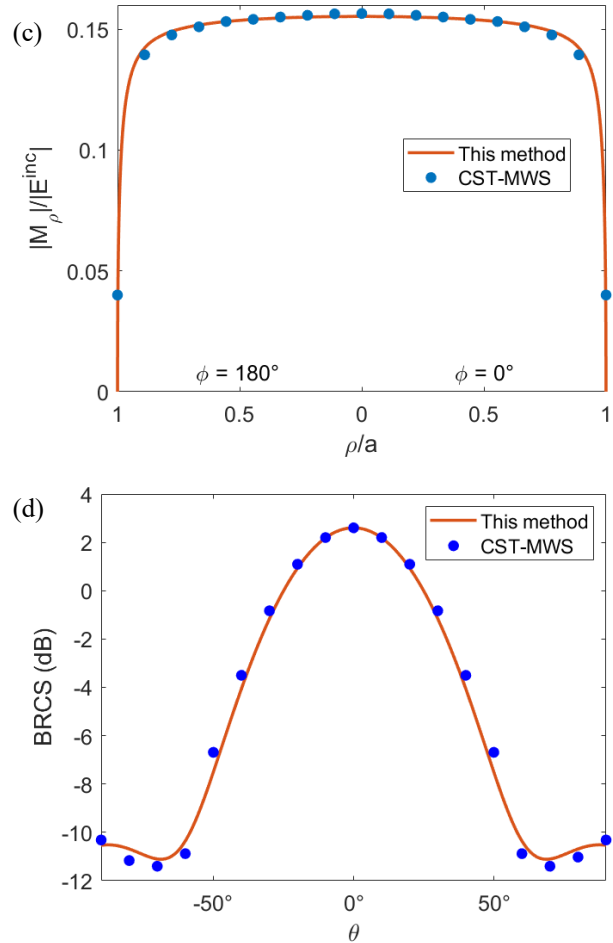 (c)
0.15
0.1
0.05
0
|M_ρ|/|E^inc|
This method
CST-MWS
ϕ = 180°
ϕ = 0°
1
0.5
0
0.5
1
ρ/a
(d)
4
2
0
-2
-4
-6
-8
-10
-12
BRCS (dB)
This method
CST-MWS
-50°
0°
50°
θ